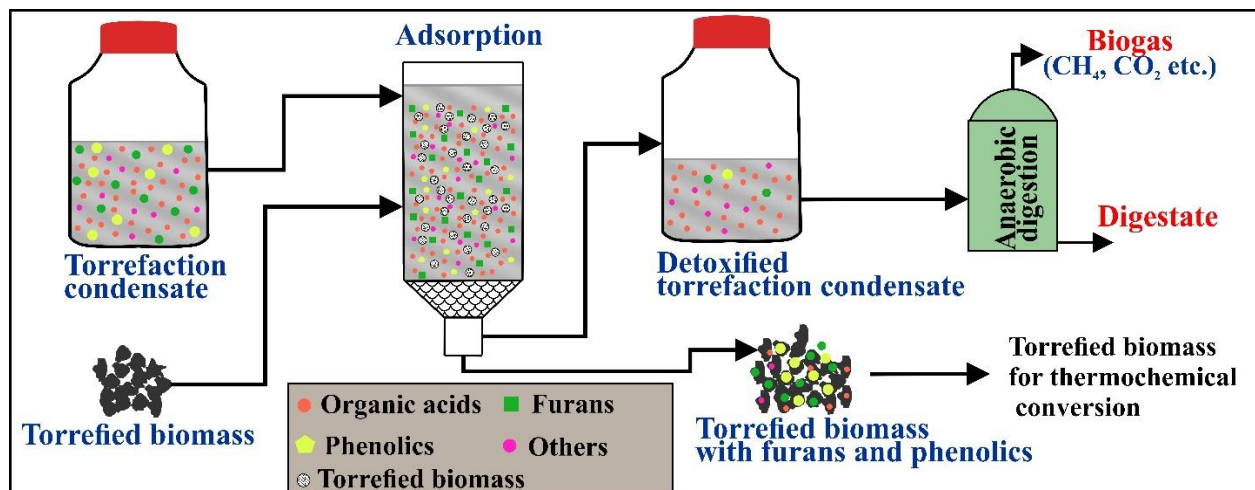 Adsorption
Biogas
(CH₄, CO₂ etc.)
Anaerobic
digestion
Digestate
Torrefaction
condensate
Detoxified
torrefaction condensate
Torrefied biomass
Organic acids
Furans
Phenolics
Others
Torrefied biomass
Torrefied biomass
with furans and phenolics
Torrefied biomass
for thermochemical
conversion